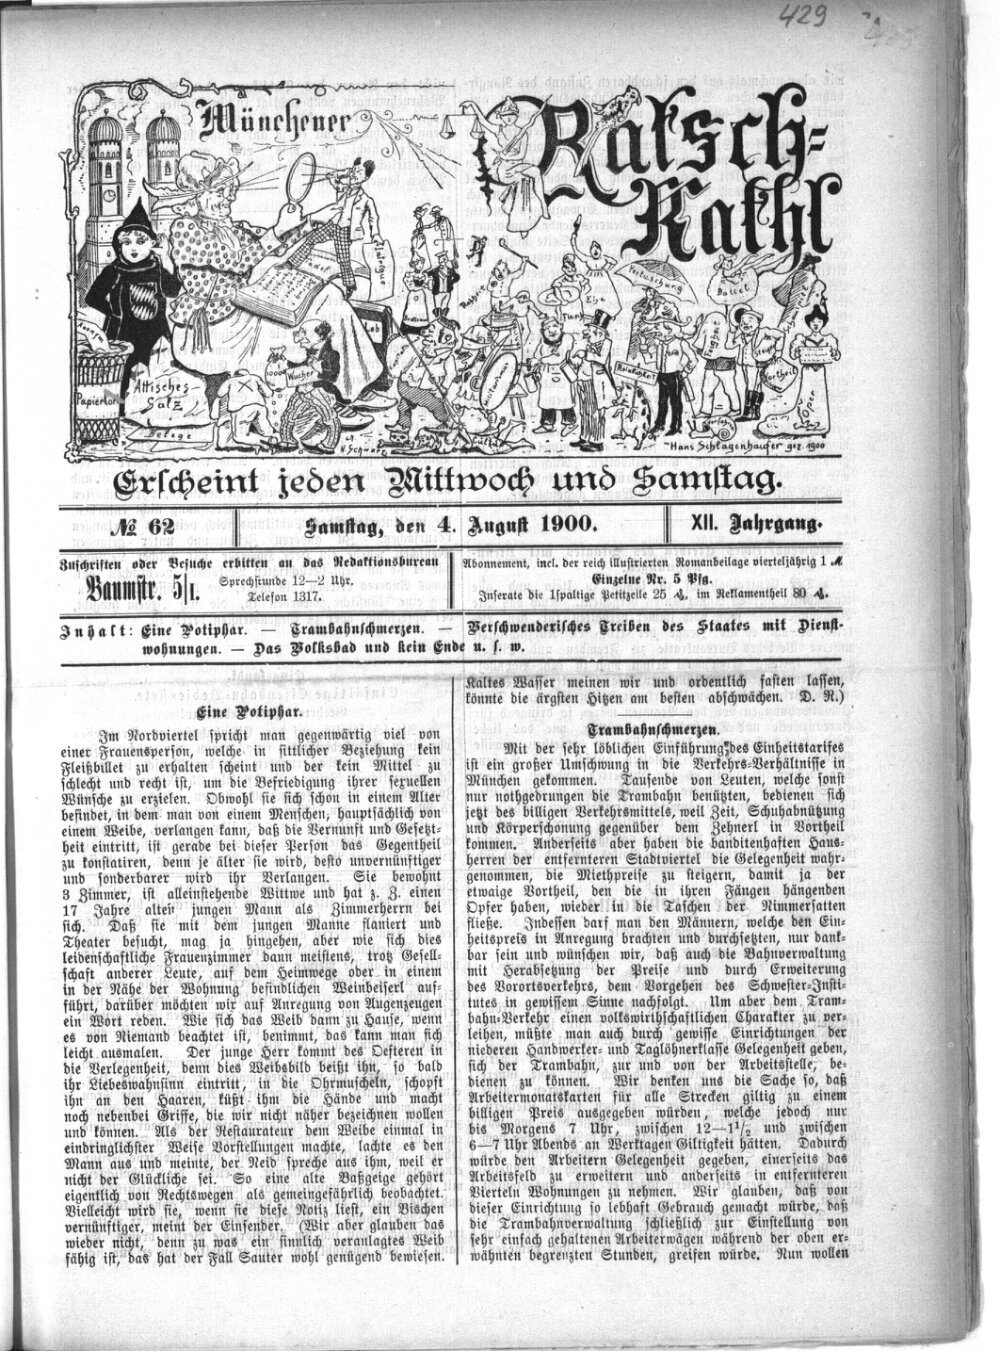 429
Münchener
Ratsch-
Kathl
Attisches
Salz
Papierkorb
Wucher
Belege
Ballet
Hans Schlagenhaufer gez. 1900
Erscheint jeden Mittwoch und Samstag.
№ 62
Samstag, den 4. August 1900.
XII. Jahrgang.
Zuschriften oder Besuche erbitten an das Redaktionsbureau
Baumstr. 5/I.
Sprechstunde 12—2 Uhr.
Telefon 1317.
Abonnement, incl. der reich illustrierten Romanbeilage vierteljährig 1 ℳ
Einzelne Nr. 5 Pfg.
Inserate die 1spaltige Petitzeile 25 ₰, im Reklamentheil 80 ₰.
Inhalt: Eine Potiphar. — Trambahnschmerzen. — Verschwenderisches Treiben des Staates mit Dienst-
wohnungen. — Das Volksbad und kein Ende u. s. w.
Eine Potiphar.
Im Nordviertel spricht man gegenwärtig viel von
einer Frauensperson, welche in sittlicher Beziehung kein
Fleißbillet zu erhalten scheint und der kein Mittel zu
schlecht und recht ist, um die Befriedigung ihrer sexuellen
Wünsche zu erzielen. Obwohl sie sich schon in einem Alter
befindet, in dem man von einem Menschen, hauptsächlich von
einem Weibe, verlangen kann, daß die Vernunft und Gesetzt-
heit eintritt, ist gerade bei dieser Person das Gegentheil
zu konstatiren, denn je älter sie wird, desto unvernünftiger
und sonderbarer wird ihr Verlangen. Sie bewohnt
3 Zimmer, ist alleinstehende Wittwe und hat z. Z. einen
17 Jahre alten jungen Mann als Zimmerherrn bei
sich. Daß sie mit dem jungen Manne flaniert und
Theater besucht, mag ja hingehen, aber wie sich dies
leidenschaftliche Frauenzimmer dann meistens, trotz Gesell-
schaft anderer Leute, auf dem Heimwege oder in einem
in der Nähe der Wohnung befindlichen Weinbeiserl auf-
führt, darüber möchten wir auf Anregung von Augenzeugen
ein Wort reden. Wie sich das Weib dann zu Hause, wenn
es von Niemand beachtet ist, benimmt, das kann man sich
leicht ausmalen. Der junge Herr kommt des Oefteren in
die Verlegenheit, denn dies Weibsbild beißt ihn, so bald
ihr Liebeswahnsinn eintritt, in die Ohrmuscheln, schopft
ihn an den Haaren, küßt ihm die Hände und macht
noch nebenbei Griffe, die wir nicht näher bezeichnen wollen
und können. Als der Restaurateur dem Weibe einmal in
eindringlichster Weise Vorstellungen machte, lachte es den
Mann aus und meinte, der Neid spreche aus ihm, weil er
nicht der Glückliche sei. So eine alte Baßgeige gehört
eigentlich von Rechtswegen als gemeingefährlich beobachtet.
Vielleicht wird sie, wenn sie diese Notiz liest, ein Bischen
vernünftiger, meint der Einsender. (Wir aber glauben das
wieder nicht, denn zu was ein sinnlich veranlagtes Weib
fähig ist, das hat der Fall Sauter wohl genügend bewiesen.
Kaltes Wasser meinen wir und ordentlich fasten lassen,
könnte die ärgsten Hitzen am besten abschwächen. D. R.)
Trambahnschmerzen.
Mit der sehr löblichen Einführung des Einheitstarifes
ist ein großer Umschwung in die Verkehrs-Verhältnisse in
München gekommen. Tausende von Leuten, welche sonst
nur nothgedrungen die Trambahn benützten, bedienen sich
jetzt des billigen Verkehrsmittels, weil Zeit, Schuhabnützung
und Körperschonung gegenüber dem Zehnerl in Vortheil
kommen. Anderseits aber haben die banditenhaften Haus-
herren der entfernteren Stadtviertel die Gelegenheit wahr-
genommen, die Miethpreise zu steigern, damit ja der
etwaige Vortheil, den die in ihren Fängen hängenden
Opfer haben, wieder in die Taschen der Nimmersatten
fließe. Indessen darf man den Männern, welche den Ein-
heitspreis in Anregung brachten und durchsetzten, nur dank-
bar sein und wünschen wir, daß auch die Bahnverwaltung
mit Herabsetzung der Preise und durch Erweiterung
des Vorortsverkehrs, dem Vorgehen des Schwester-Insti-
tutes in gewissem Sinne nachfolgt. Um aber dem Tram-
bahn-Verkehr einen volkswirthschaftlichen Charakter zu ver-
leihen, müßte man auch durch gewisse Einrichtungen der
niederen Handwerker- und Taglöhnerklasse Gelegenheit geben,
sich der Trambahn, zur und von der Arbeitsstelle, be-
dienen zu können. Wir denken uns die Sache so, daß
Arbeitermonatskarten für alle Strecken giltig zu einem
billigen Preis ausgegeben würden, welche jedoch nur
bis Morgens 7 Uhr, zwischen 12—1½ und zwischen
6—7 Uhr Abends an Werktagen Giltigkeit hätten. Dadurch
würde den Arbeitern Gelegenheit gegeben, einerseits das
Arbeitsfeld zu erweitern und anderseits in entfernteren
Vierteln Wohnungen zu nehmen. Wir glauben, daß von
dieser Einrichtung so lebhaft Gebrauch gemacht würde, daß
die Trambahnverwaltung schließlich zur Einstellung von
sehr einfach gehaltenen Arbeiterwägen während der oben er-
wähnten begrenzten Stunden, greifen würde. Nun wollen